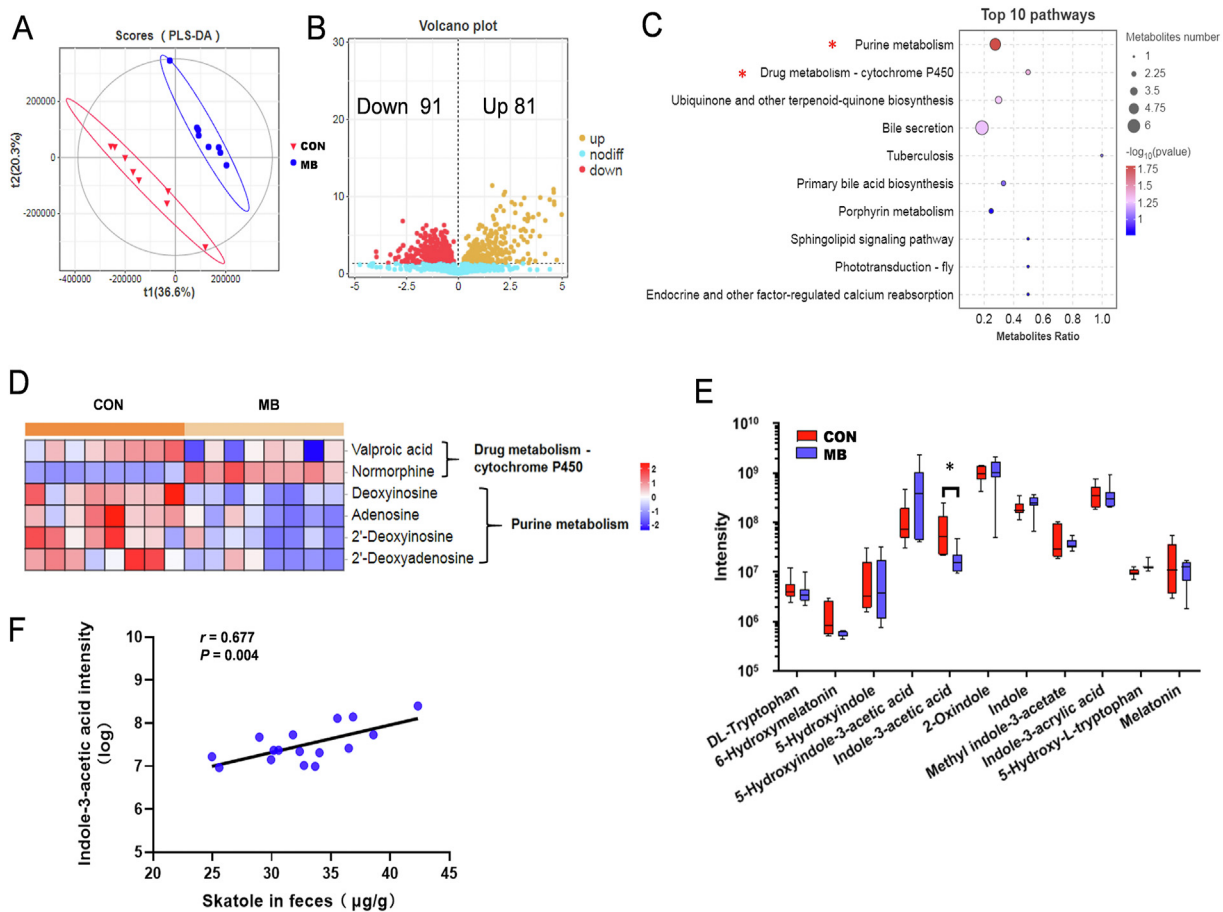 A
Scores ( PLS-DA )
t2(20.3%)
200000
0
-200000
-400000
-200000
0
200000
t1(36.6%)
CON
MB
B
Volcano plot
30
20
10
0
Down 91
Up 81
-5
-2.5
0
2.5
5
up
nodiff
down
C
Top 10 pathways
* Purine metabolism
* Drug metabolism - cytochrome P450
Ubiquinone and other terpenoid-quinone biosynthesis
Bile secretion
Tuberculosis
Primary bile acid biosynthesis
Porphyrin metabolism
Sphingolipid signaling pathway
Phototransduction - fly
Endocrine and other factor-regulated calcium reabsorption
0.2
0.4
0.6
0.8
1.0
Metabolites Ratio
Metabolites number
1
2.25
3.5
4.75
6
-log10(pvalue)
1.75
1.5
1.25
1
D
CON
MB
Valproic acid
Normorphine
Deoxyinosine
Adenosine
2'-Deoxyinosine
2'-Deoxyadenosine
Drug metabolism -
cytochrome P450
Purine metabolism
2
1
0
-1
-2
E
Intensity
10^10
10^9
10^8
10^7
10^6
10^5
CON
MB
*
DL-Tryptophan
6-Hydroxymelatonin
5-Hydroxyindole
5-Hydroxyindole-3-acetic acid
Indole-3-acetic acid
2-Oxindole
Indole
Methyl indole-3-acetate
Indole-3-acrylic acid
5-Hydroxy-L-tryptophan
Melatonin
F
r = 0.677
P = 0.004
Indole-3-acetic acid intensity
(log)
10
9
8
7
6
5
20
25
30
35
40
45
Skatole in feces ( μg/g)